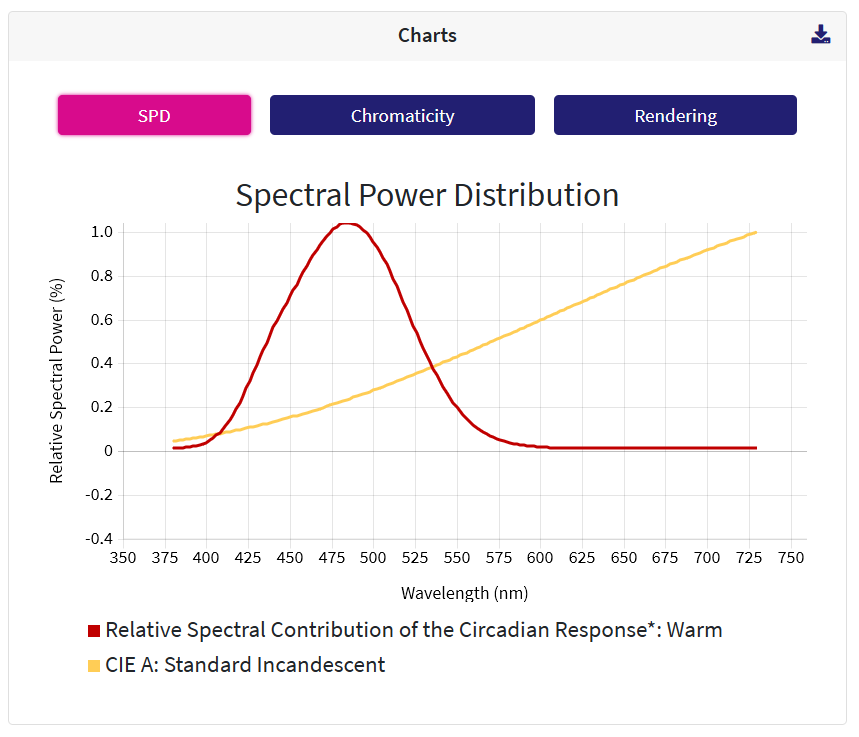 Charts
SPD
Chromaticity
Rendering
Spectral Power Distribution
Relative Spectral Power (%)
1.0
0.8
0.6
0.4
0.2
0
-0.2
-0.4
350 375 400 425 450 475 500 525 550 575 600 625 650 675 700 725 750
Wavelength (nm)
Relative Spectral Contribution of the Circadian Response*: Warm
CIE A: Standard Incandescent